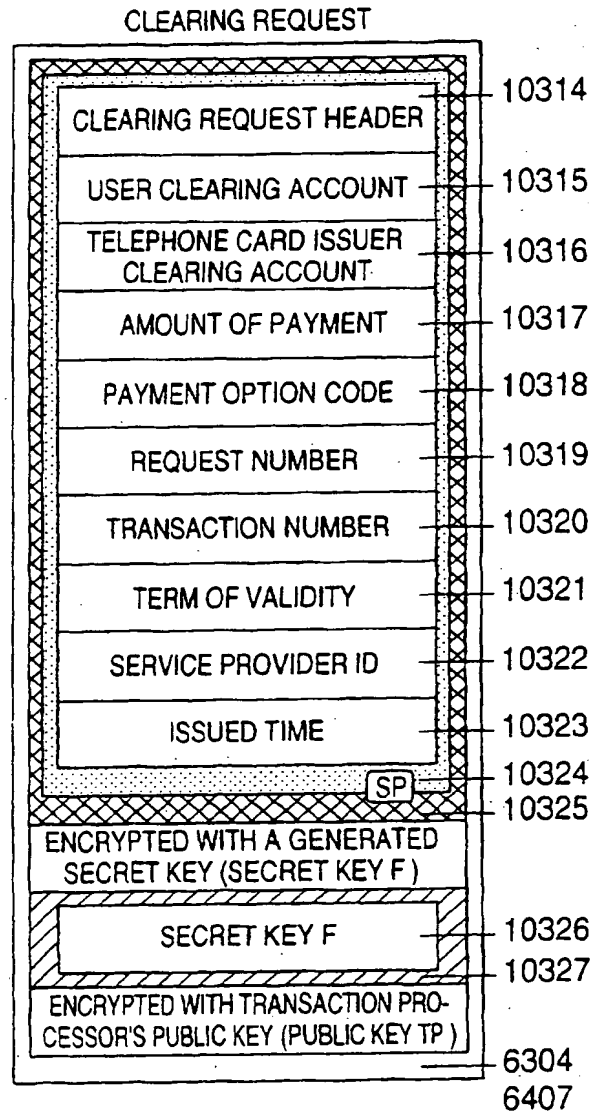 CLEARING REQUEST
CLEARING REQUEST HEADER 10314
USER CLEARING ACCOUNT 10315
TELEPHONE CARD ISSUER
CLEARING ACCOUNT 10316
AMOUNT OF PAYMENT 10317
PAYMENT OPTION CODE 10318
REQUEST NUMBER 10319
TRANSACTION NUMBER 10320
TERM OF VALIDITY 10321
SERVICE PROVIDER ID 10322
ISSUED TIME 10323
SP 10324
10325
ENCRYPTED WITH A GENERATED
SECRET KEY (SECRET KEY F )
SECRET KEY F 10326
10327
ENCRYPTED WITH TRANSACTION PRO-
CESSOR'S PUBLIC KEY (PUBLIC KEY TP )
6304
6407